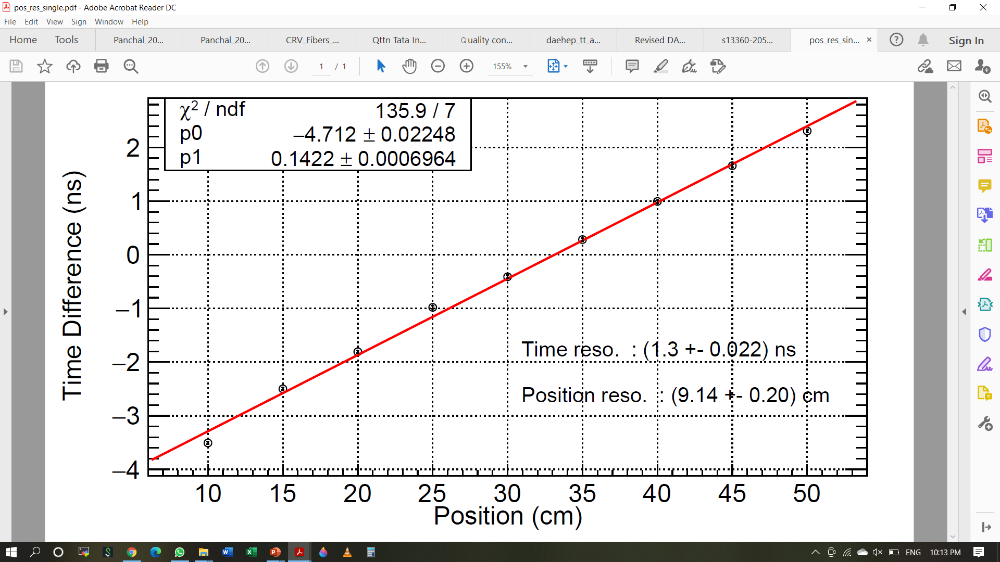 pos_res_single.pdf - Adobe Acrobat Reader DC
File Edit View Sign Window Help
Home Tools Panchal_20... Panchal_20... CRV_Fibers_... Qttn Tata In... Quality con... daehep_tt_a... Revised DA... s13360-205... pos_res_sin... × ? Sign In
1 / 1 155%
χ2 / ndf 135.9 / 7
p0 −4.712 ± 0.02248
p1 0.1422 ± 0.0006964
2
1
0
−1
−2
−3
−4
Time Difference (ns)
Time reso. : (1.3 +- 0.022) ns
Position reso. : (9.14 +- 0.20) cm
10 15 20 25 30 35 40 45 50
Position (cm)
ENG 10:13 PM